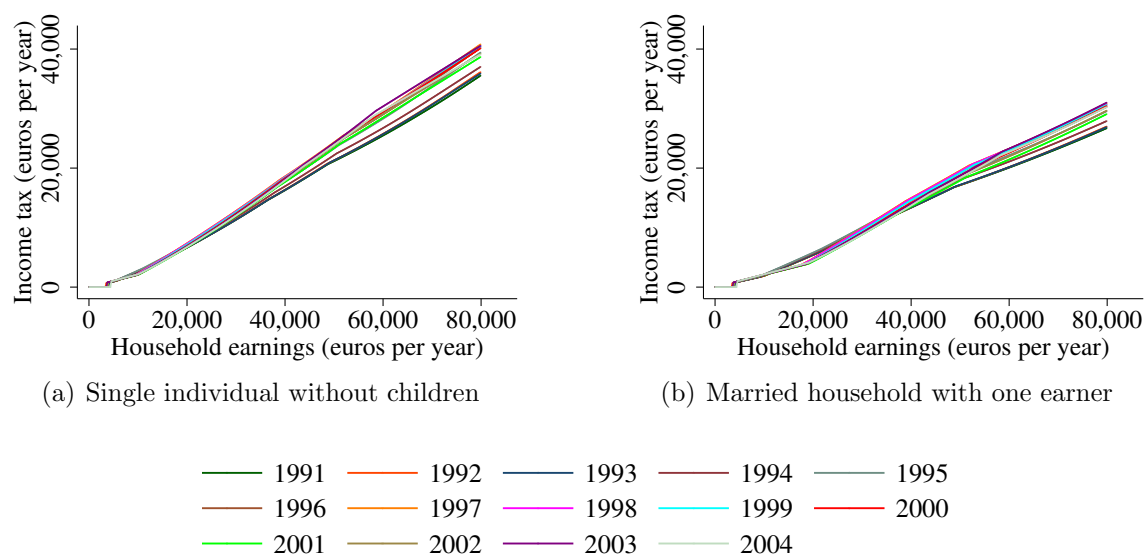 Income tax (euros per year)
40,000
20,000
0
0 20,000 40,000 60,000 80,000
Household earnings (euros per year)
(a) Single individual without children
Income tax (euros per year)
40,000
20,000
0
0 20,000 40,000 60,000 80,000
Household earnings (euros per year)
(b) Married household with one earner
1991 1992 1993 1994 1995
1996 1997 1998 1999 2000
2001 2002 2003 2004